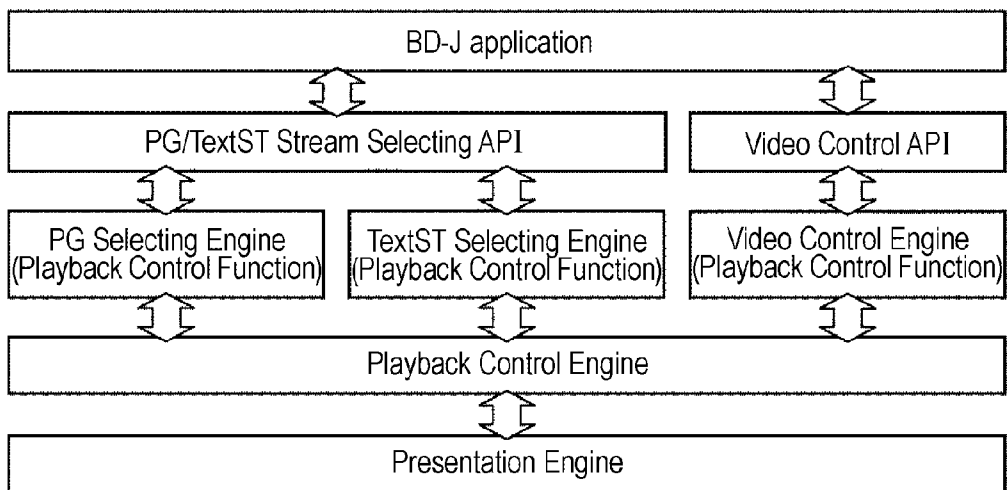 BD-J application
PG/TextST Stream Selecting API
Video Control API
PG Selecting Engine
(Playback Control Function)
TextST Selecting Engine
(Playback Control Function)
Video Control Engine
(Playback Control Function)
Playback Control Engine
Presentation Engine